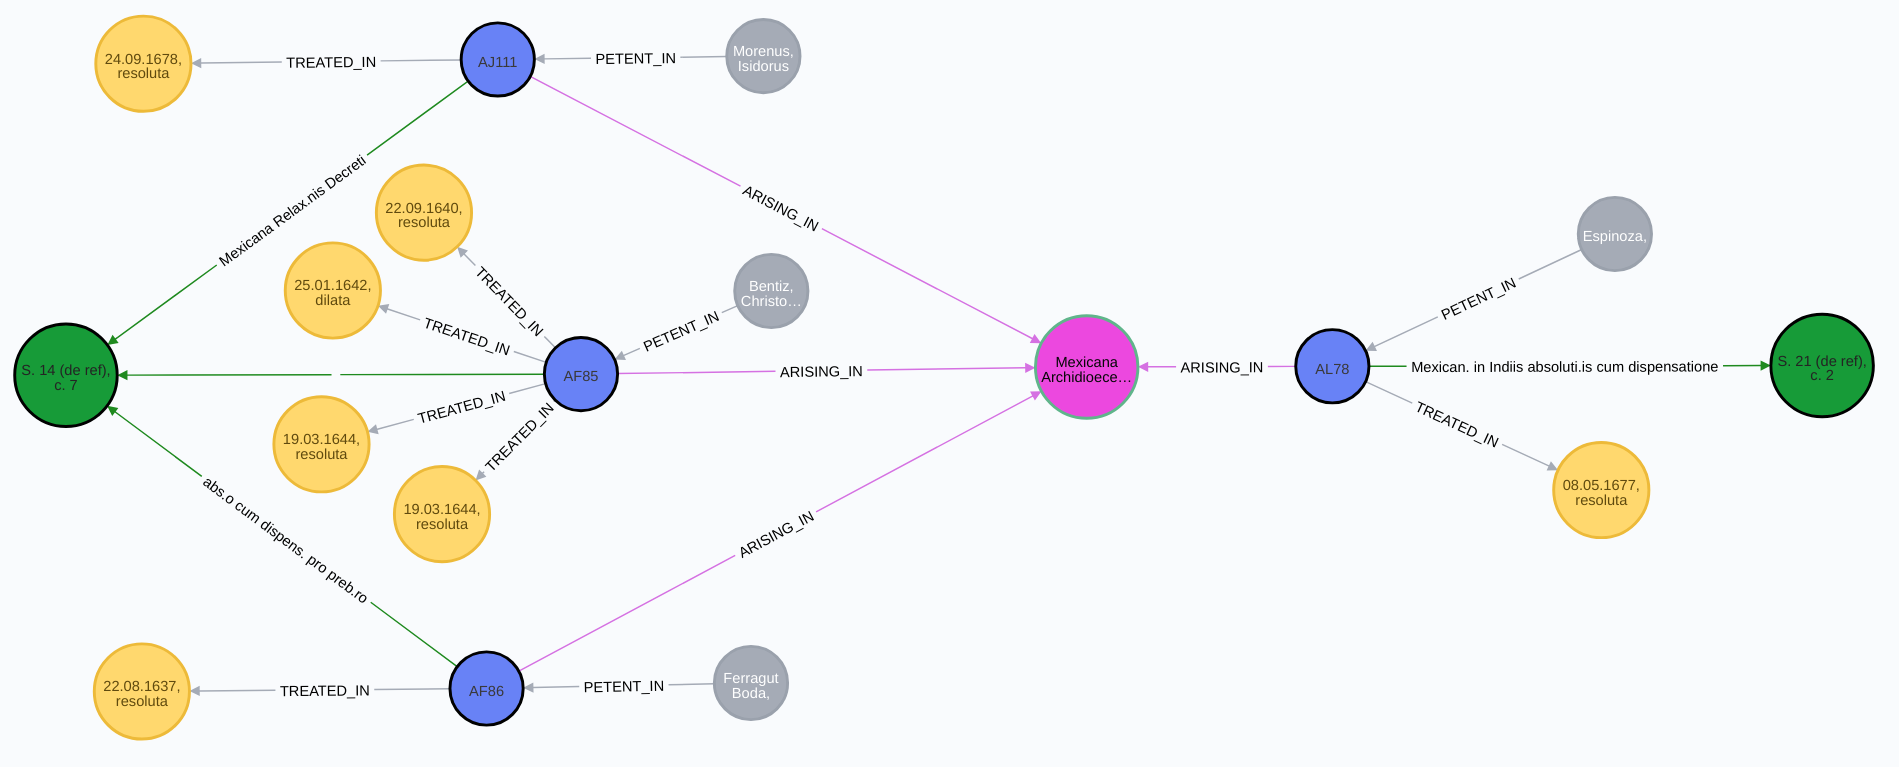 24.09.1678,
resoluta
TREATED_IN
AJ111
PETENT_IN
Morenus,
Isidorus
Mexicana Relax.nis Decreti
ARISING_IN
22.09.1640,
resoluta
TREATED_IN
25.01.1642,
dilata
TREATED_IN
Bentiz,
Christo…
PETENT_IN
S. 14 (de ref),
c. 7
AF85
ARISING_IN
Mexicana
Archidioece…
19.03.1644,
resoluta
TREATED_IN
19.03.1644,
resoluta
TREATED_IN
abs.o cum dispens. pro preb.ro
ARISING_IN
22.08.1637,
resoluta
TREATED_IN
AF86
PETENT_IN
Ferragut
Boda,
Espinoza,
PETENT_IN
ARISING_IN
AL78
Mexican. in Indiis absoluti.is cum dispensatione
S. 21 (de ref),
c. 2
TREATED_IN
08.05.1677,
resoluta